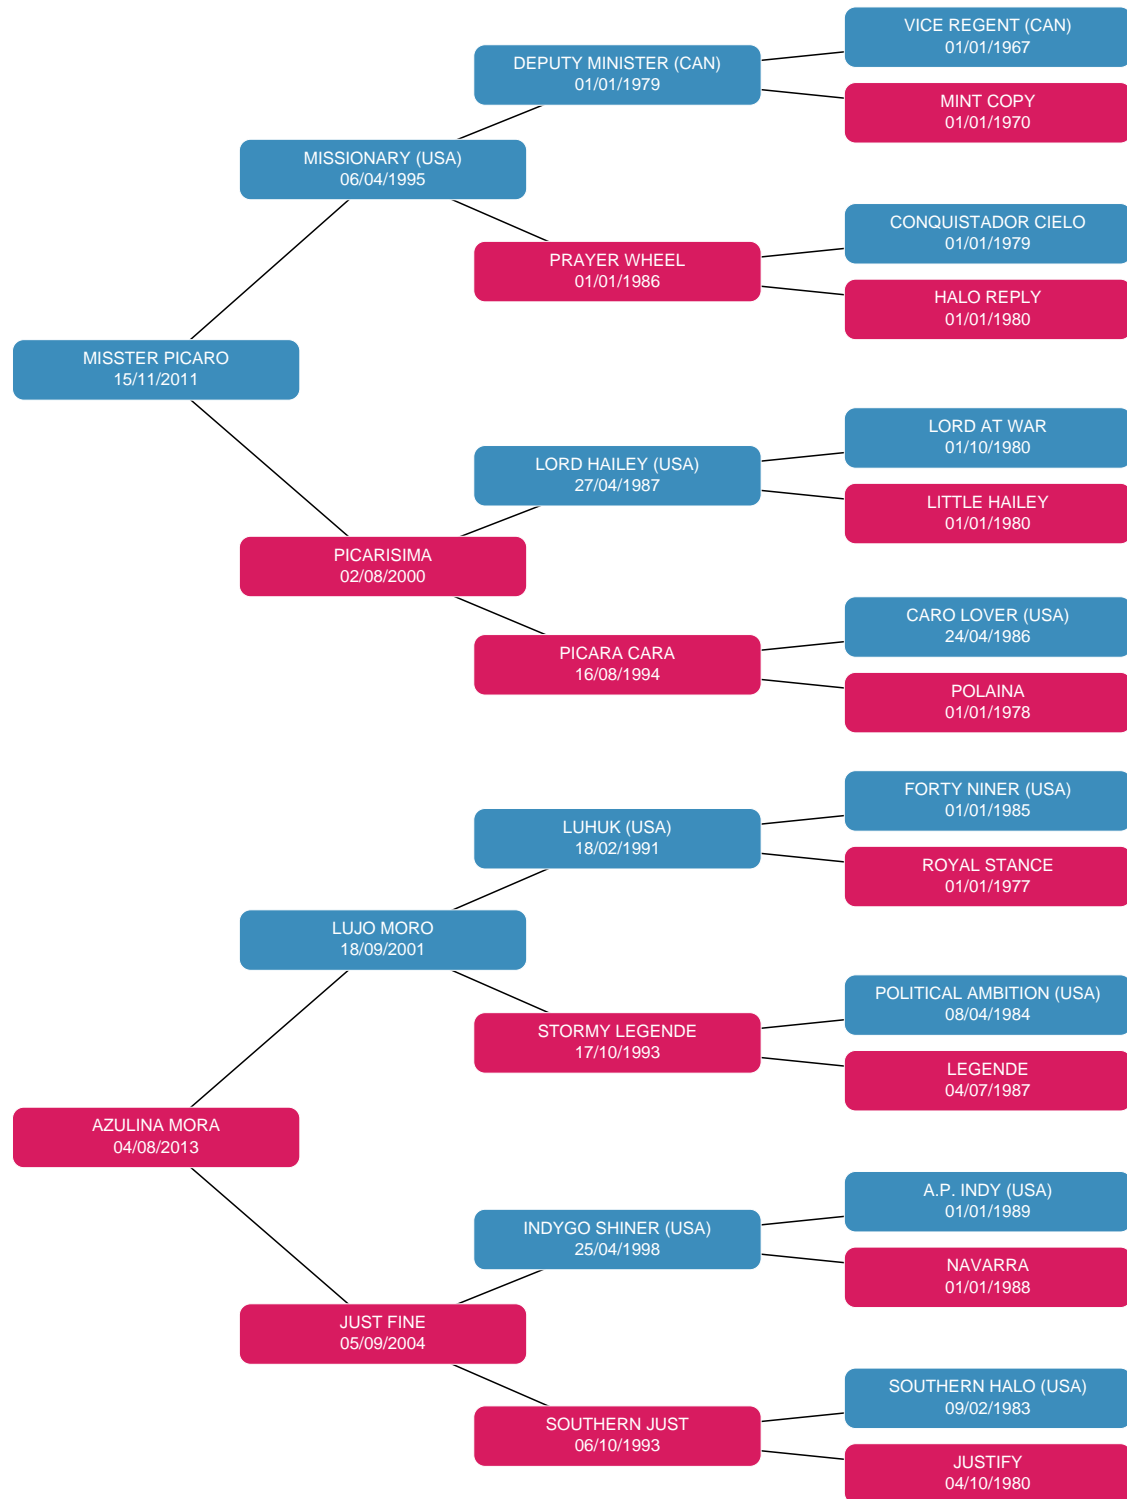 VICE REGENT (CAN)
01/01/1967
DEPUTY MINISTER (CAN)
01/01/1979
MINT COPY
01/01/1970
MISSIONARY (USA)
06/04/1995
CONQUISTADOR CIELO
01/01/1979
PRAYER WHEEL
01/01/1986
HALO REPLY
01/01/1980
MISSTER PICARO
15/11/2011
LORD AT WAR
01/10/1980
LORD HAILEY (USA)
27/04/1987
LITTLE HAILEY
01/01/1980
PICARISIMA
02/08/2000
CARO LOVER (USA)
24/04/1986
PICARA CARA
16/08/1994
POLAINA
01/01/1978
FORTY NINER (USA)
01/01/1985
LUHUK (USA)
18/02/1991
ROYAL STANCE
01/01/1977
LUJO MORO
18/09/2001
POLITICAL AMBITION (USA)
08/04/1984
STORMY LEGENDE
17/10/1993
LEGENDE
04/07/1987
AZULINA MORA
04/08/2013
A.P. INDY (USA)
01/01/1989
INDYGO SHINER (USA)
25/04/1998
NAVARRA
01/01/1988
JUST FINE
05/09/2004
SOUTHERN HALO (USA)
09/02/1983
SOUTHERN JUST
06/10/1993
JUSTIFY
04/10/1980